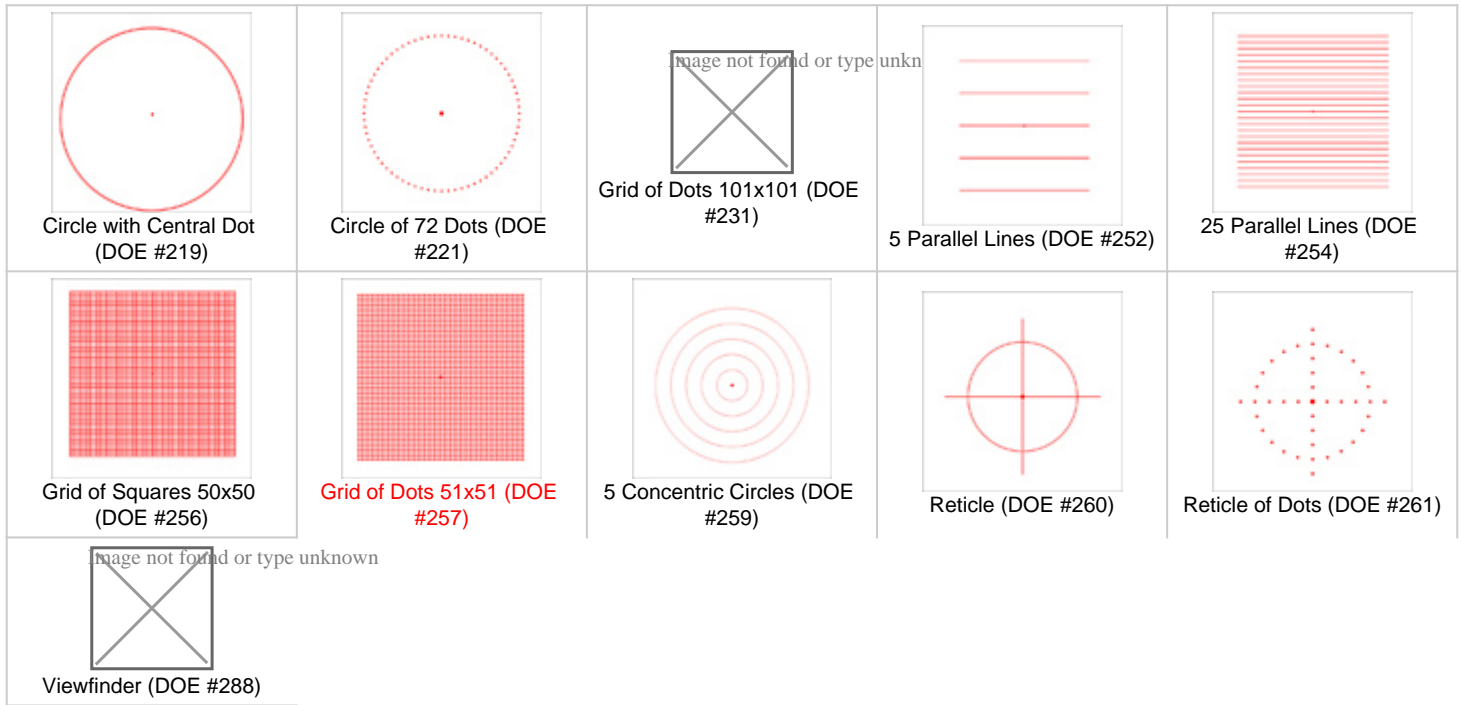 Circle with Central Dot
(DOE #219)
Circle of 72 Dots (DOE
#221)
Image not found or type unkn
Grid of Dots 101x101 (DOE
#231)
5 Parallel Lines (DOE #252)
25 Parallel Lines (DOE
#254)
Grid of Squares 50x50
(DOE #256)
Grid of Dots 51x51 (DOE
#257)
5 Concentric Circles (DOE
#259)
Reticle (DOE #260)
Reticle of Dots (DOE #261)
Image not found or type unknown
Viewfinder (DOE #288)